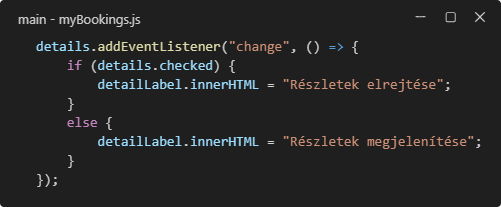 main - myBookings.js
details.addEventListener("change", () => {
    if (details.checked) {
        detailLabel.innerHTML = "Részletek elrejtése";
    }
    else {
        detailLabel.innerHTML = "Részletek megjelenítése";
    }
});